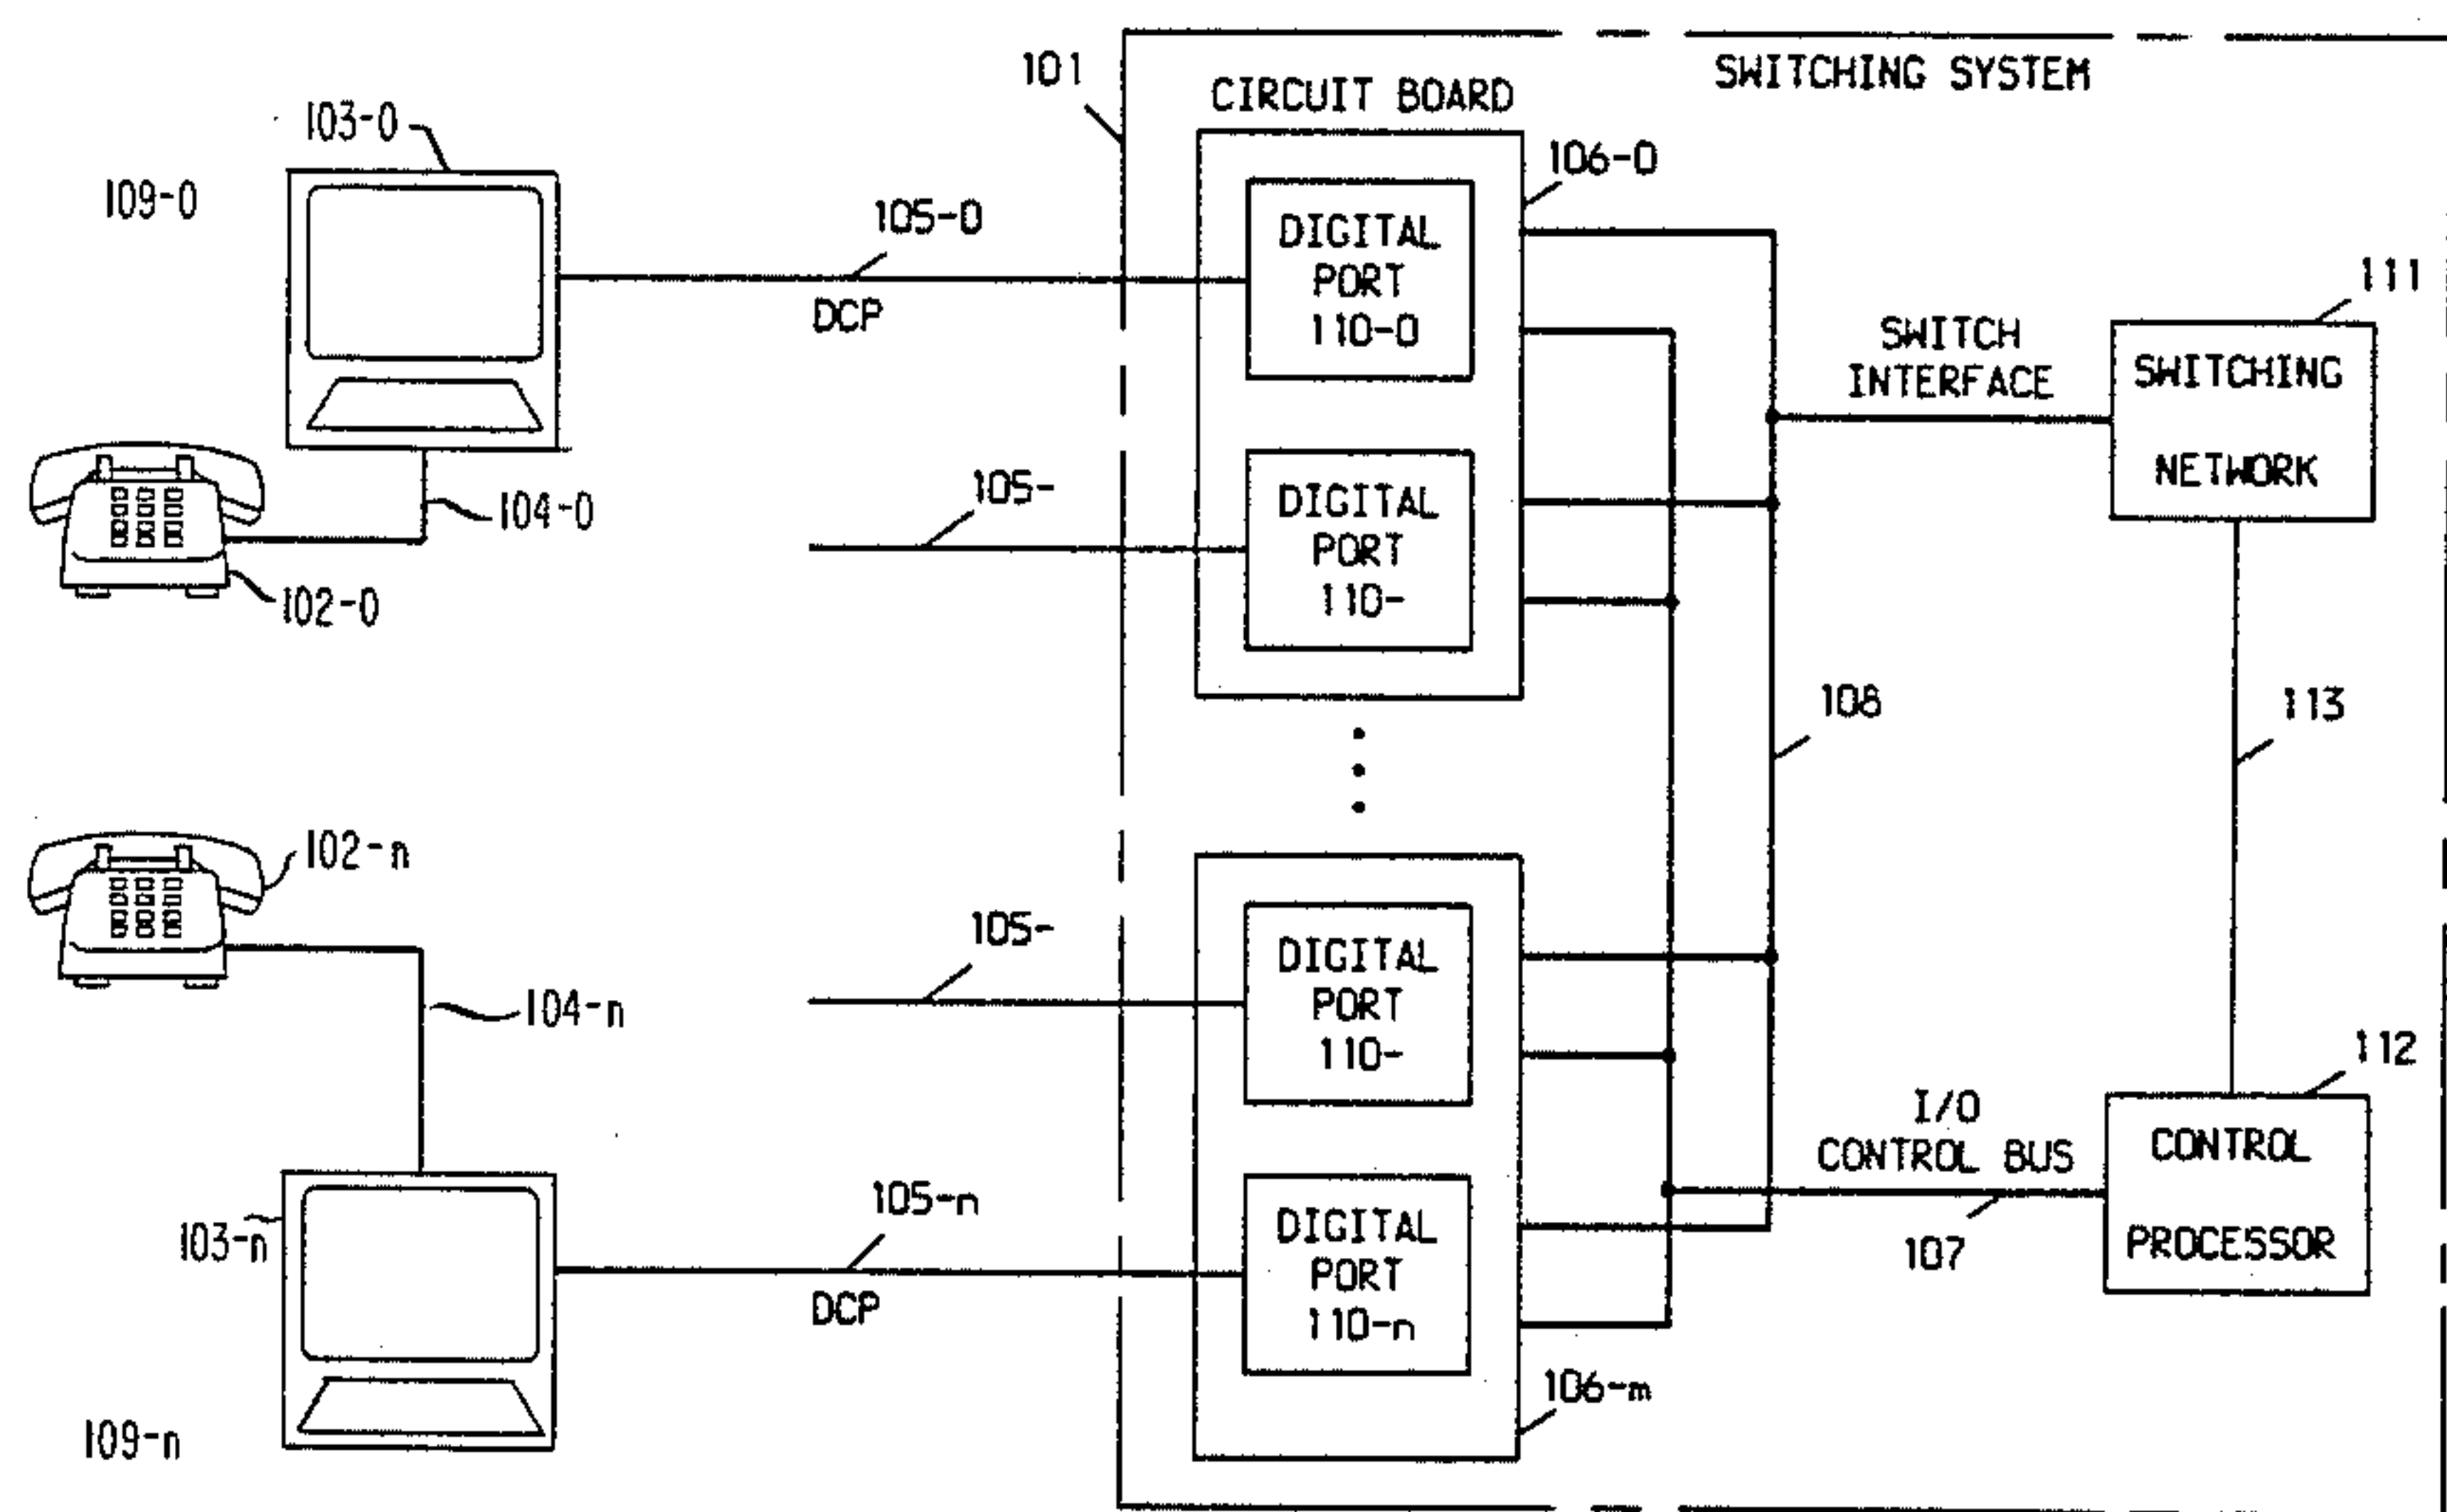 SWITCHING SYSTEM
101
CIRCUIT BOARD
103-0
109-0
106-0
105-0
DCP
DIGITAL
PORT
110-0
111
SWITCH
INTERFACE
SWITCHING
NETWORK
104-0
102-0
105-
DIGITAL
PORT
110-
108
113
102-n
104-n
105-
DIGITAL
PORT
110-
112
I/O
CONTROL BUS
107
CONTROL
PROCESSOR
103-n
105-n
DCP
DIGITAL
PORT
110-n
106-m
109-n